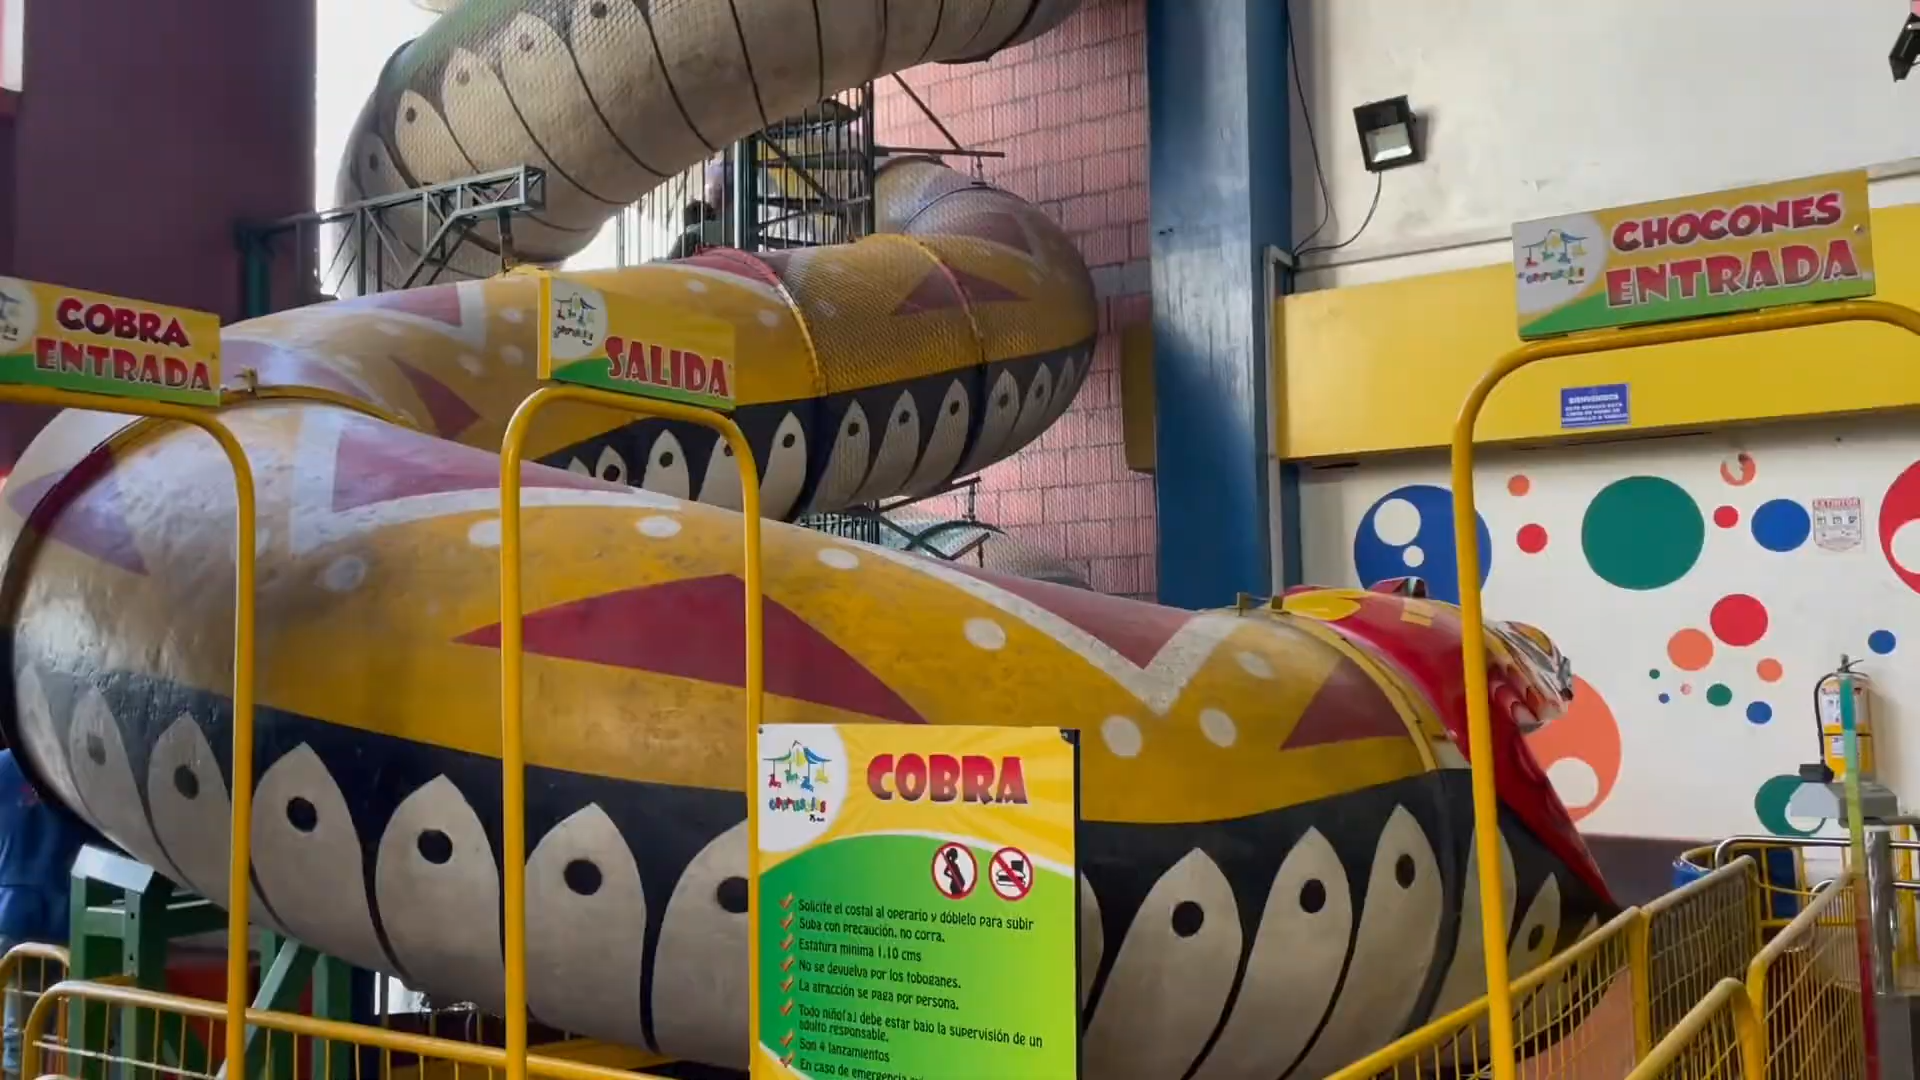 CHOCONES
ENTRADA
COBRA
ENTRADA
SALIDA
BIENVENIDOS
EXTINTOR
COBRA
Solicite el costal al operario y dóblelo para subir
Suba con precaución, no corra.
Estatura mínima 1.10 cms
No se devuelva por los toboganes.
La atracción se paga por persona.
Todo niño(a) debe estar bajo la supervisión de un
adulto responsable.
Son 4 lanzamientos
En caso de emergencia